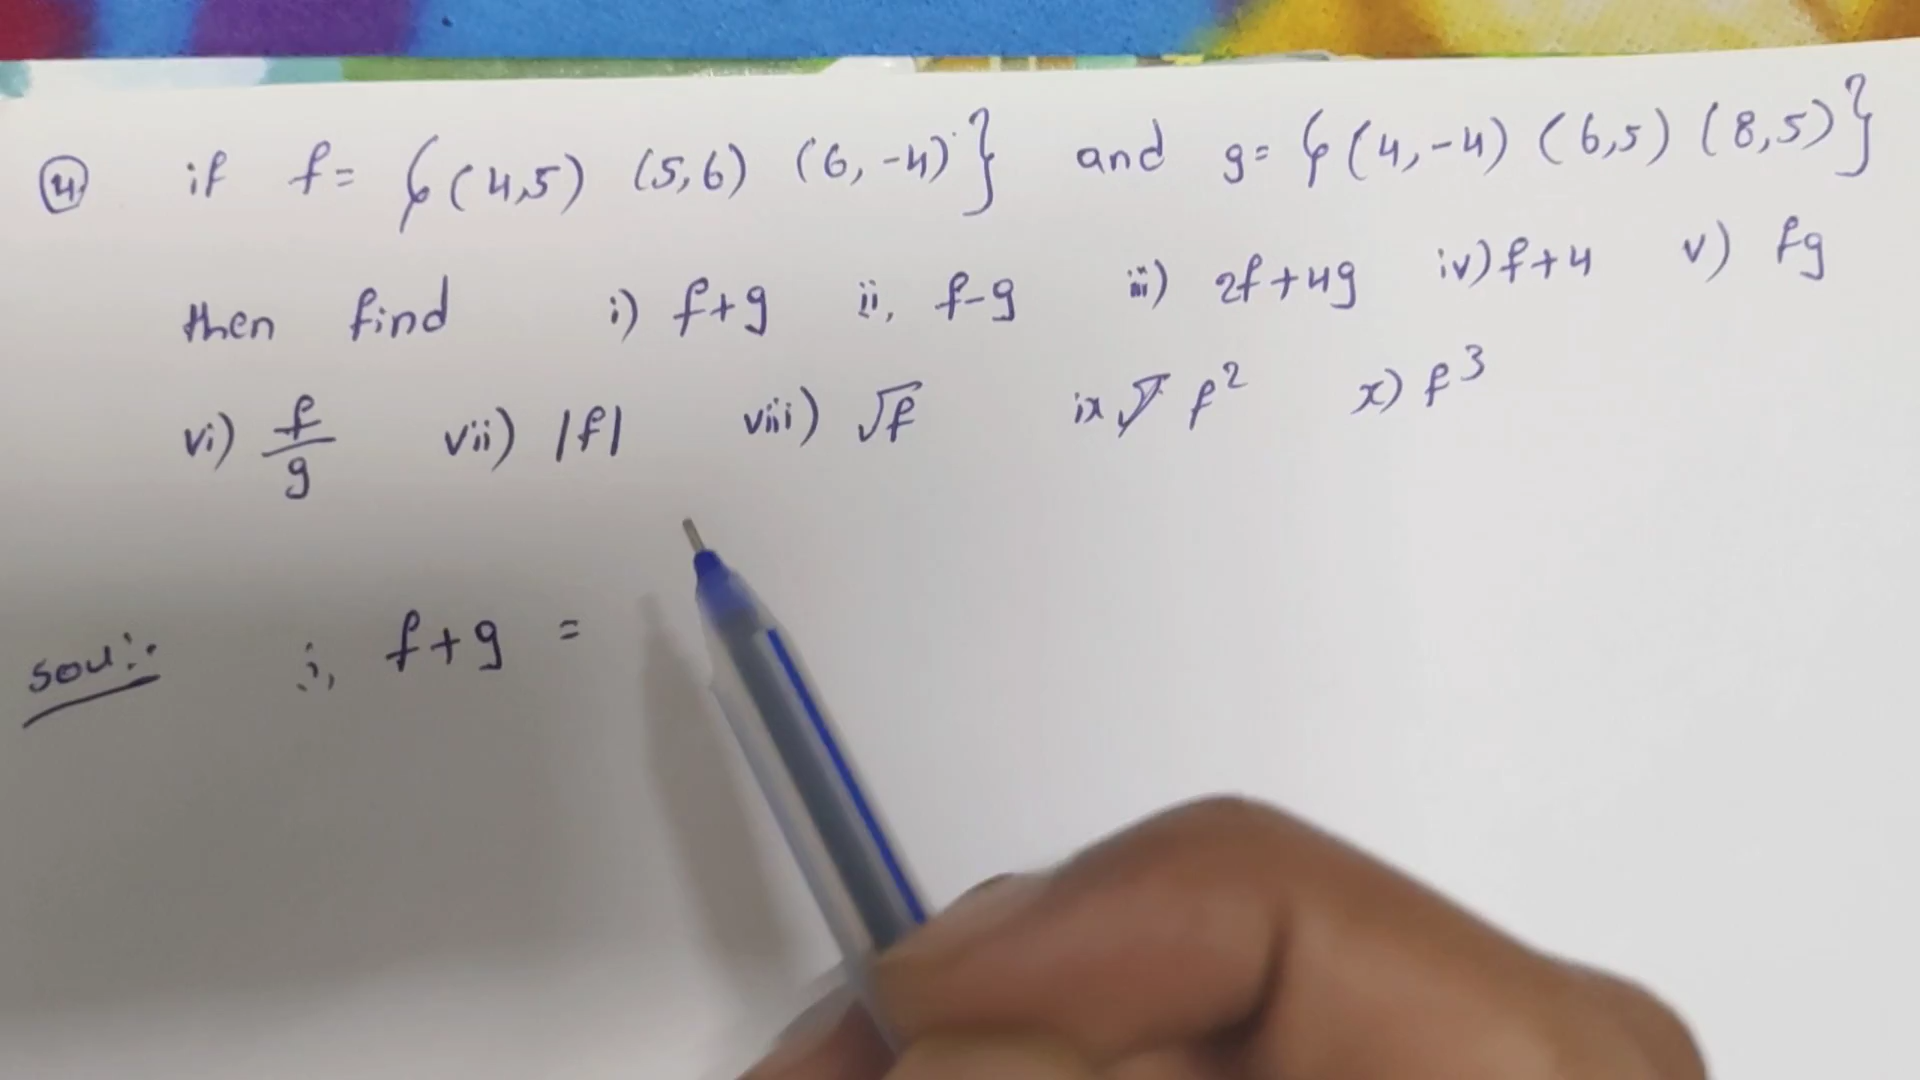 4 if f = {(4,5) (5,6) (6,-4)} and g = {(4,-4) (6,5) (8,5)}
then find i) f+g ii, f-g iii) 2f+4g iv) f+4 v) fg
vi) f/g vii) |f| viii) √f ix) f² x) f³
Sol:- i, f+g =